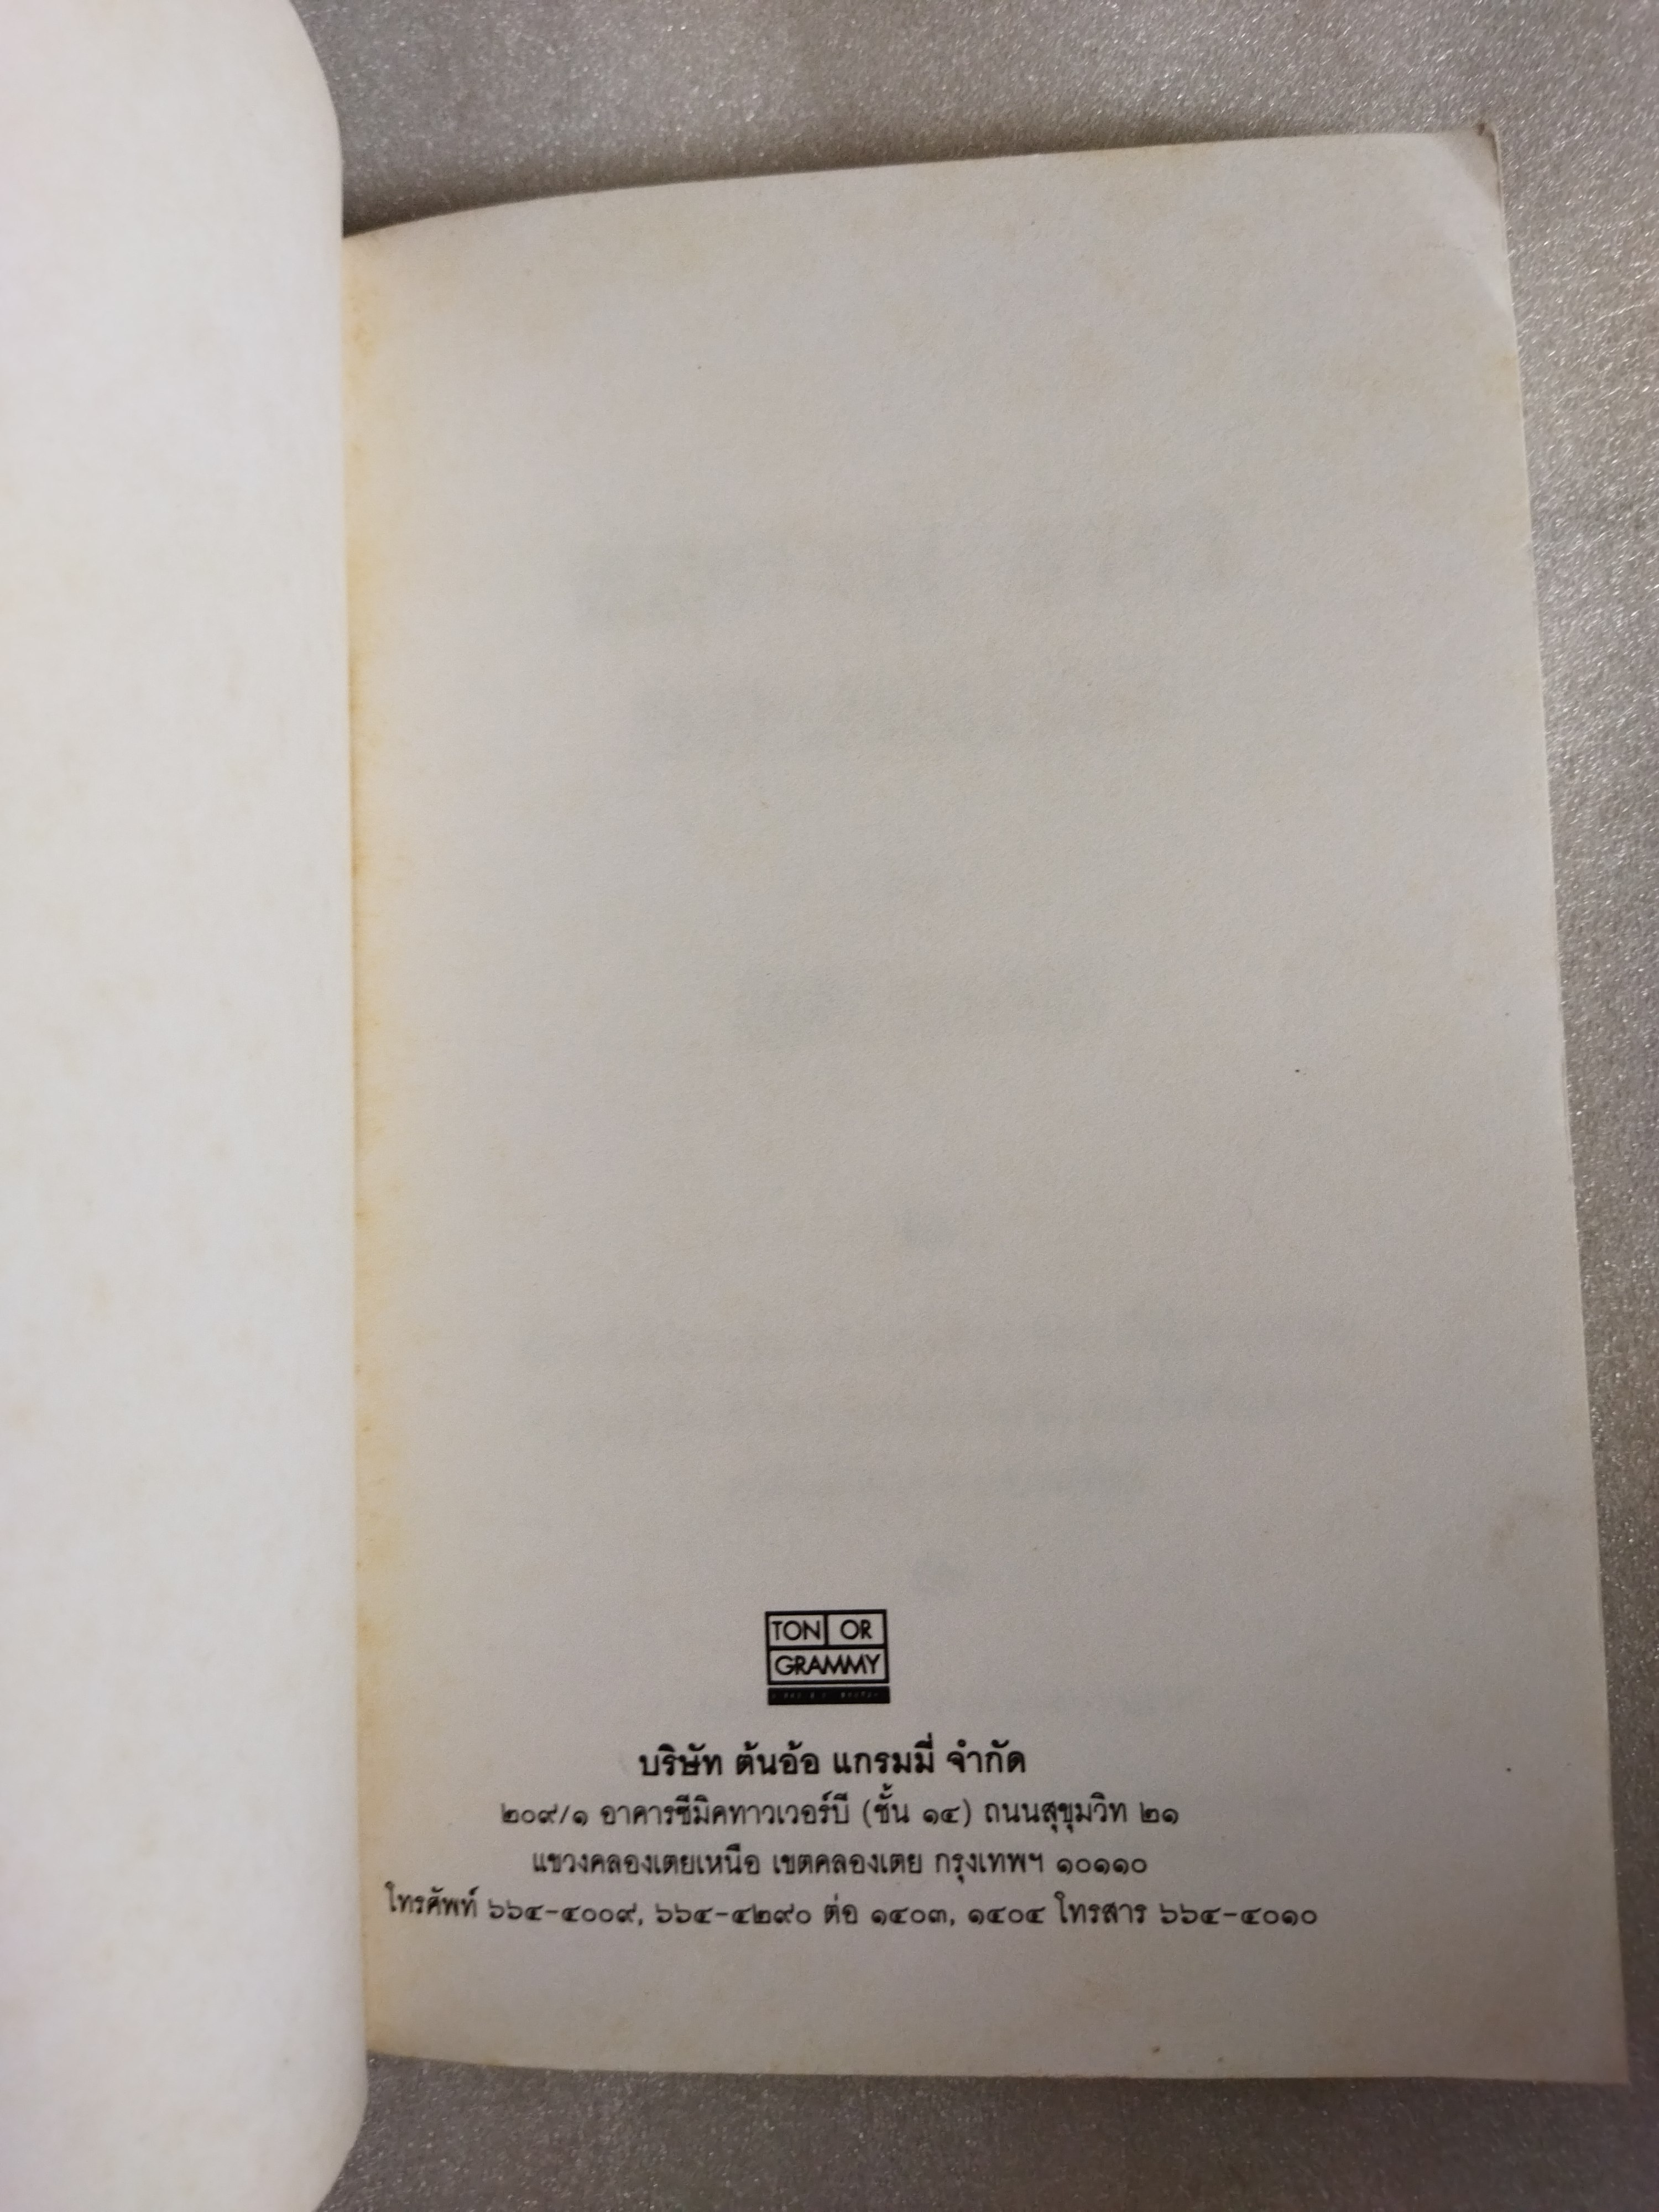 TON OR
GRAMMY
บริษัท ต้นอ้อ แกรมมี่ จำกัด
๒๐๙/๑ อาคารซีมิคทาวเวอร์บี (ชั้น ๑๔) ถนนสุขุมวิท ๒๑
แขวงคลองเตยเหนือ เขตคลองเตย กรุงเทพฯ ๑๐๑๑๐
โทรศัพท์ ๖๖๔-๔๐๐๙, ๖๖๔-๔๒๙๐ ต่อ ๑๔๐๓, ๑๔๐๔ โทรสาร ๖๖๔-๔๐๑๐